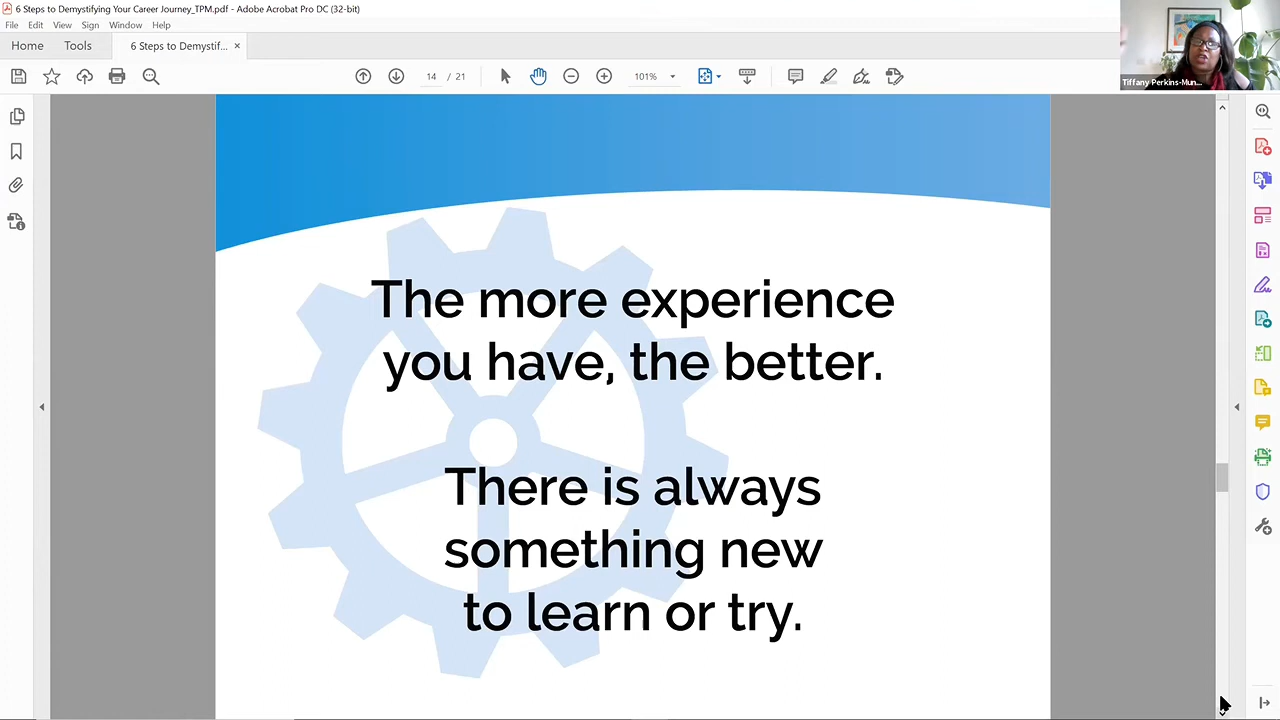 6 Steps to Demystifying Your Career Journey_TPM.pdf - Adobe Acrobat Pro DC (32-bit)
File Edit View Sign Window Help
Home Tools 6 Steps to Demystif... ×
14 / 21 101%
Tiffany Perkins-Mun...
The more experience
you have, the better.
There is always
something new
to learn or try.